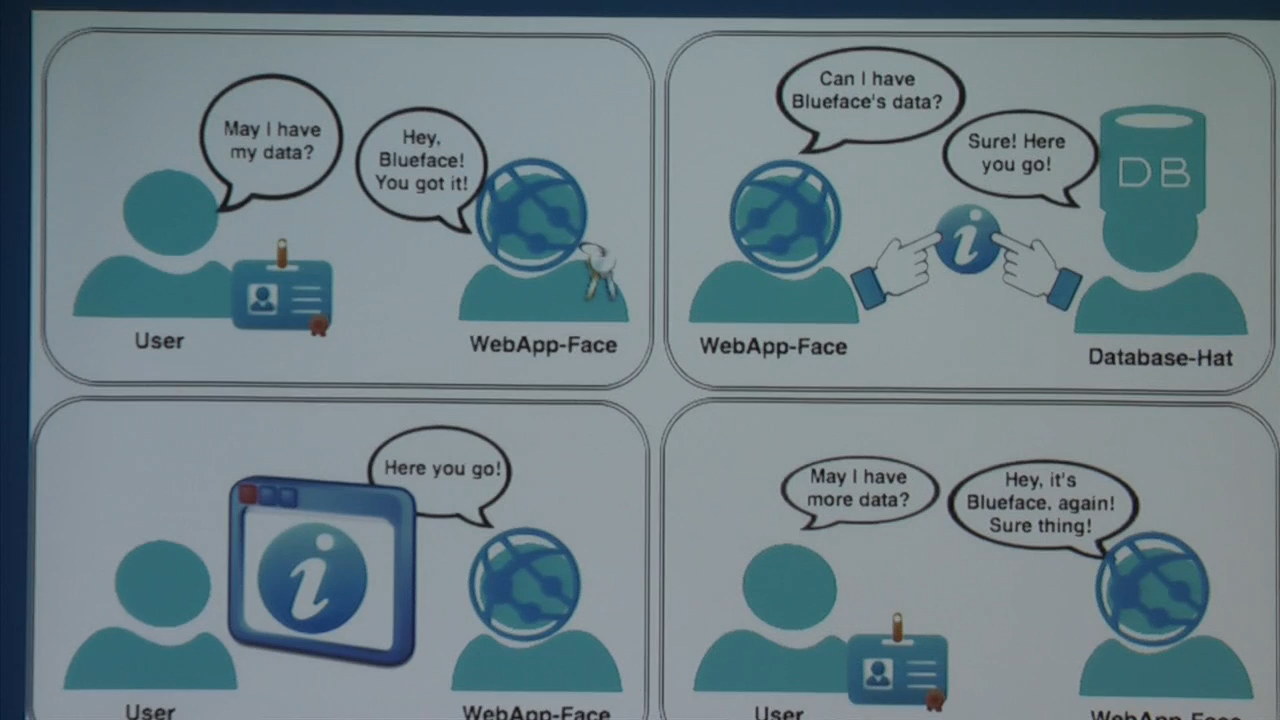 May I have
my data?
Hey,
Blueface!
You got it!
User
WebApp-Face
Can I have
Blueface's data?
Sure! Here
you go!
DB
i
WebApp-Face
Database-Hat
Here you go!
i
User
WebApp-Face
May I have
more data?
Hey, it's
Blueface, again!
Sure thing!
User
WebApp-Face